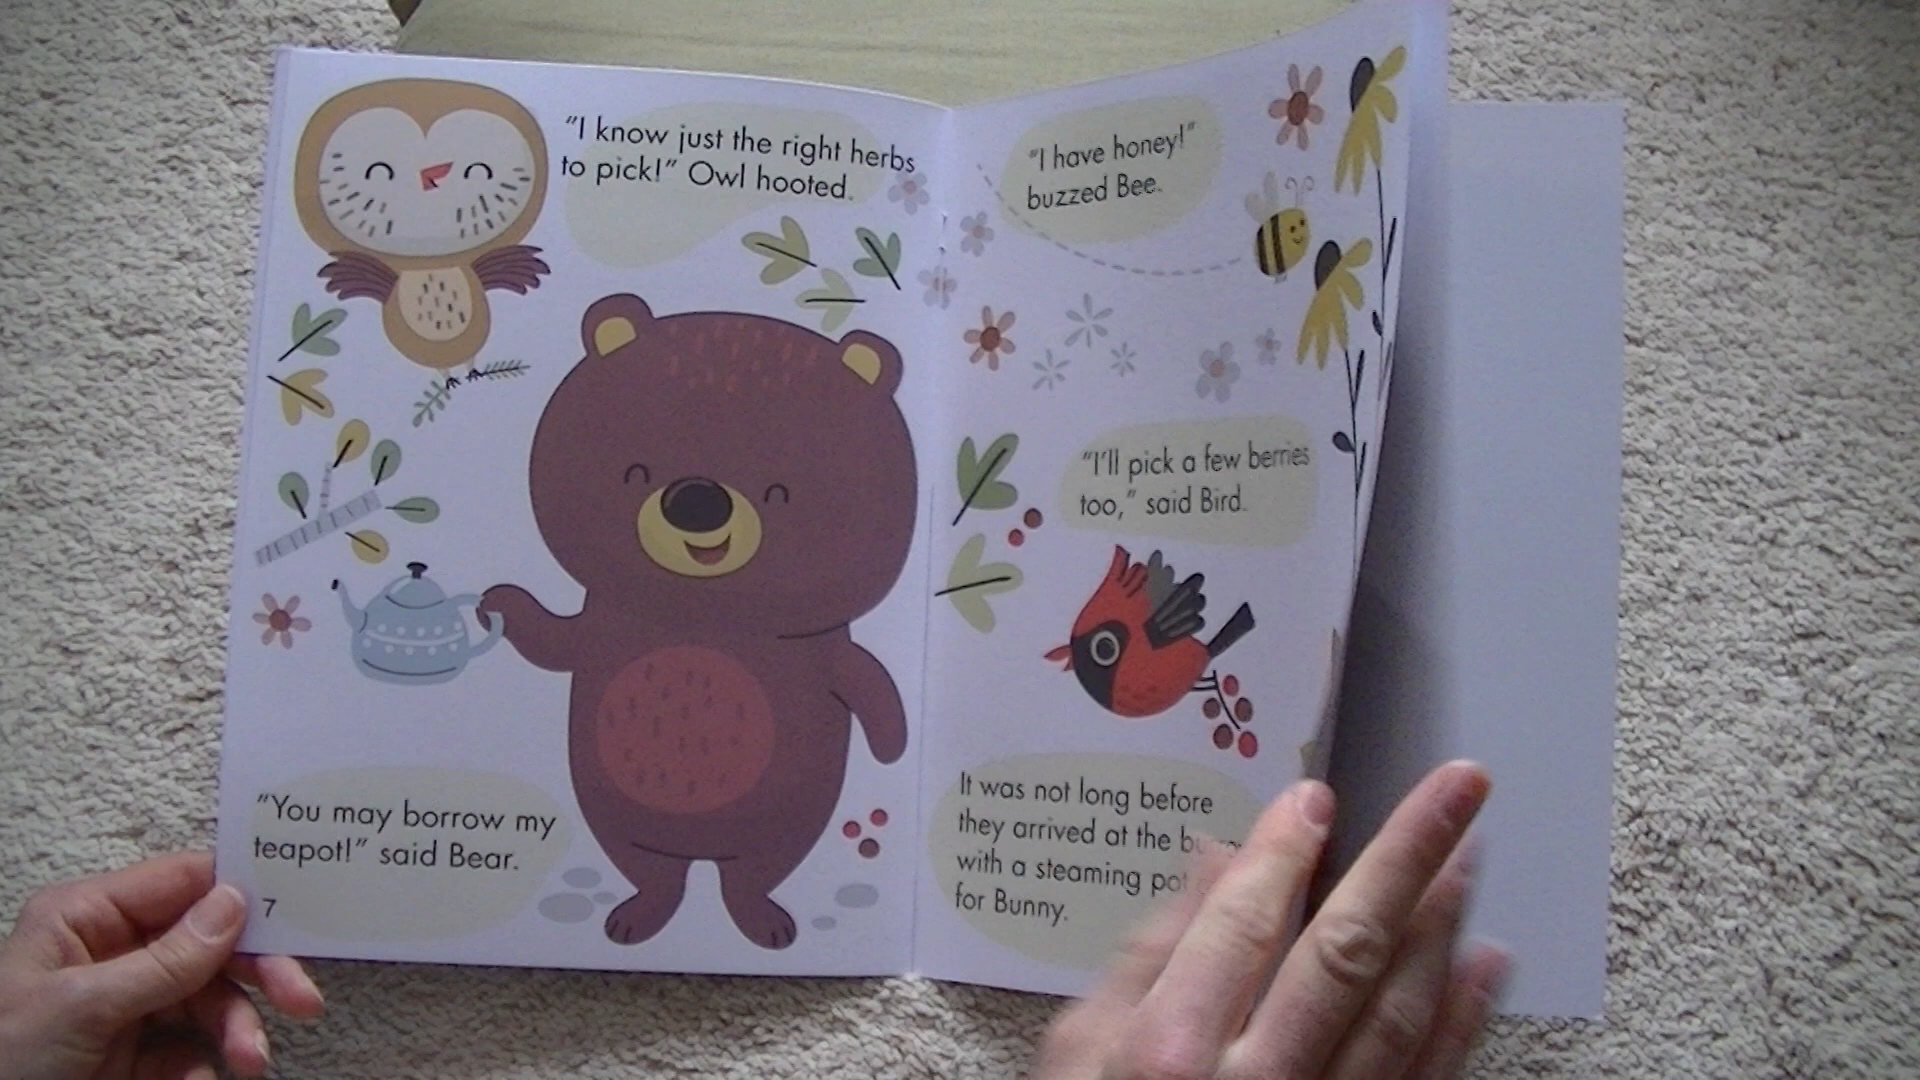 "I know just the right herbs
to pick!" Owl hooted.
"You may borrow my
teapot!" said Bear.
7
"I have honey!"
buzzed Bee.
"I'll pick a few berries
too," said Bird.
It was not long before
they arrived at the
with a steaming pot
for Bunny.